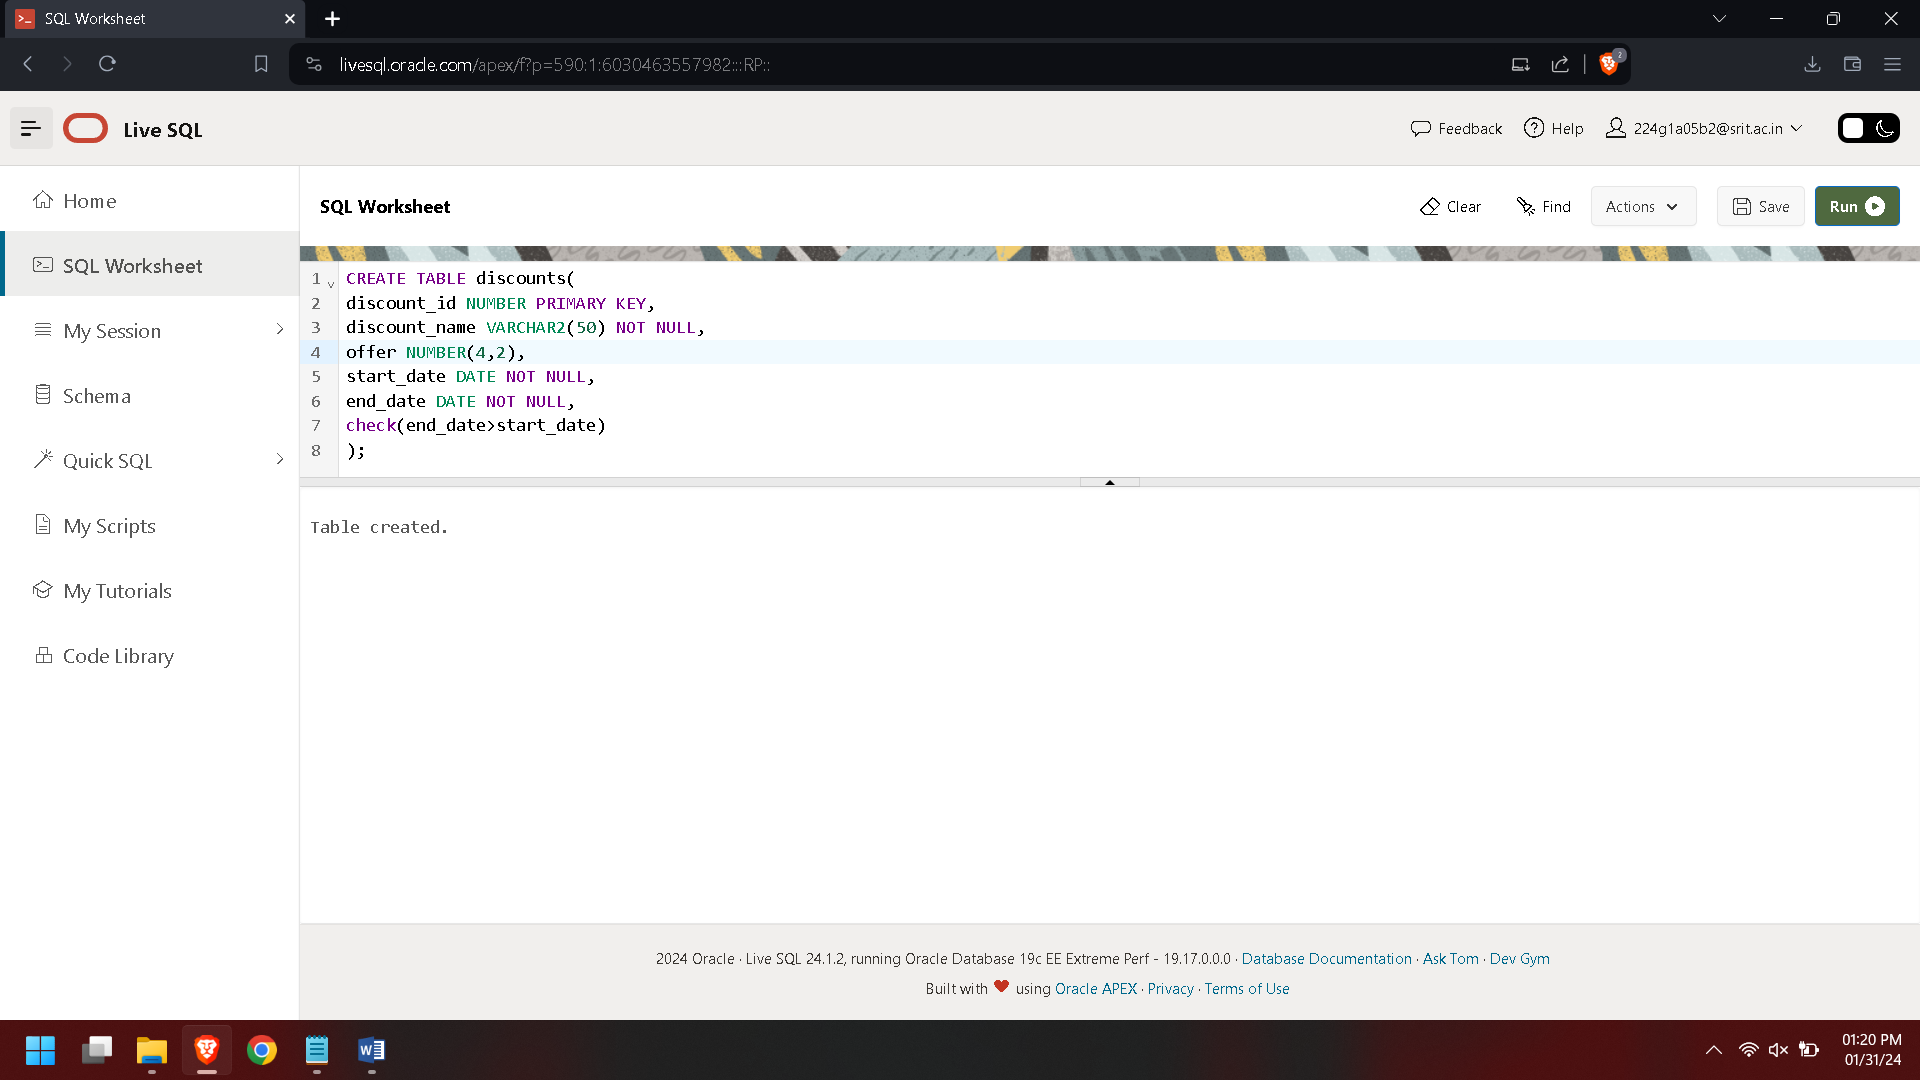 SQL Worksheet
livesql.oracle.com/apex/f?p=590:1:6030463557982:::RP::
2
Live SQL
Feedback
Help
224g1a05b2@srit.ac.in
Home
SQL Worksheet
My Session
Schema
Quick SQL
My Scripts
My Tutorials
Code Library
SQL Worksheet
Clear
Find
Actions
Save
Run
1 CREATE TABLE discounts(
2 discount_id NUMBER PRIMARY KEY,
3 discount_name VARCHAR2(50) NOT NULL,
4 offer NUMBER(4,2),
5 start_date DATE NOT NULL,
6 end_date DATE NOT NULL,
7 check(end_date>start_date)
8 );
Table created.
2024 Oracle · Live SQL 24.1.2, running Oracle Database 19c EE Extreme Perf - 19.17.0.0.0 · Database Documentation · Ask Tom · Dev Gym
Built with ❤ using Oracle APEX · Privacy · Terms of Use
01:20 PM
01/31/24